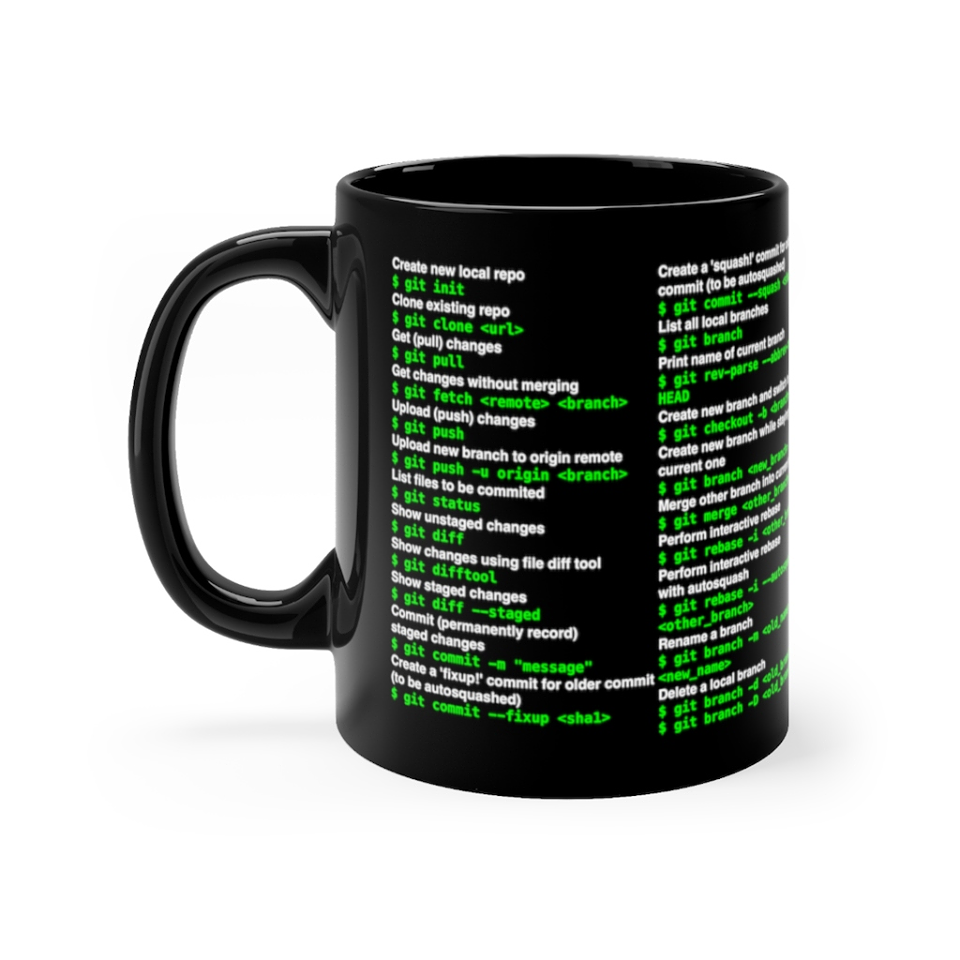 Create new local repo
$ git init
Clone existing repo
$ git clone <url>
Get (pull) changes
$ git pull
Get changes without merging
$ git fetch <remote> <branch>
Upload (push) changes
$ git push
Upload new branch to origin remote
$ git push -u origin <branch>
List files to be commited
$ git status
Show unstaged changes
$ git diff
Show changes using file diff tool
$ git difftool
Show staged changes
$ git diff --staged
Commit (permanently record)
staged changes
$ git commit -m "message"
Create a 'fixup!' commit for older commit
(to be autosquashed)
$ git commit --fixup <sha1>
Create a 'squash!' commit for
commit (to be autosquashed)
$ git commit --squash
List all local branches
$ git branch
Print name of current branch
$ git rev-parse
HEAD
Create new branch and switch
$ git checkout -b
Create new branch while
current one
$ git branch
Merge other branch into
$ git merge
Perform interactive rebase
$ git rebase -i
Perform interactive rebase
with autosquash
$ git rebase -i
<other_branch>
Rename a branch
$ git branch -m
<new_name>
Delete a local branch
$ git branch -d
$ git branch -D